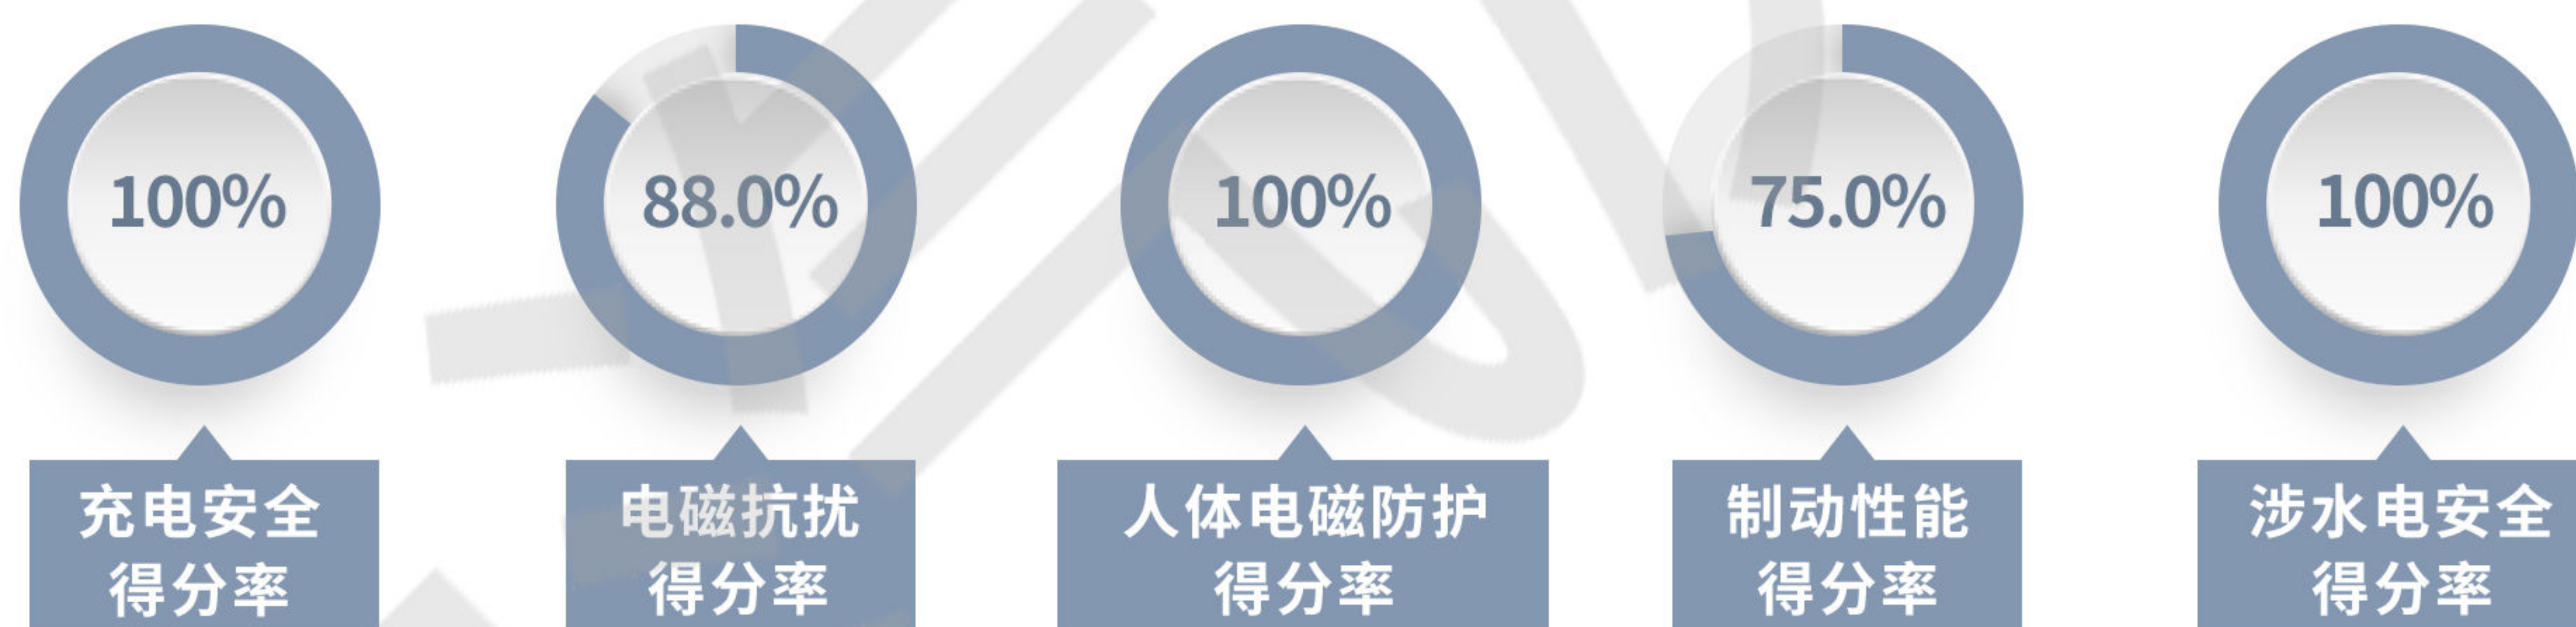 100%
88.0%
100%
75.0%
100%
充电安全
得分率
电磁抗扰
得分率
人体电磁防护
得分率
制动性能
得分率
涉水电安全
得分率